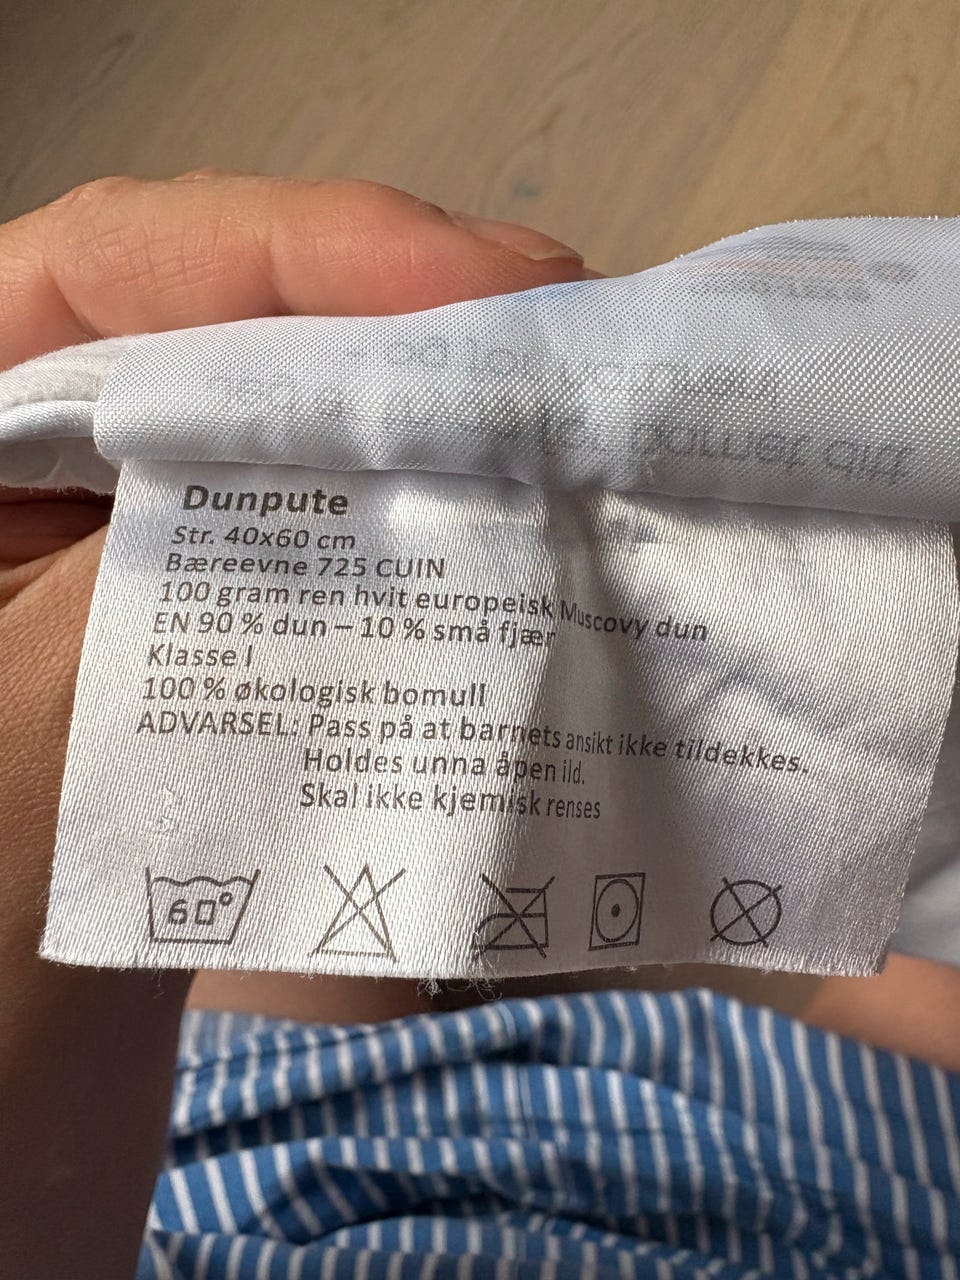 Dunpute
Str. 40x60 cm
Bæreevne 725 CUIN
100 gram ren hvit europeisk Muscovy dun
EN 90 % dun – 10 % små fjær
Klasse I
100 % økologisk bomull
ADVARSEL: Pass på at barnets ansikt ikke tildekkes.
Holdes unna åpen ild.
Skal ikke kjemisk renses
60°